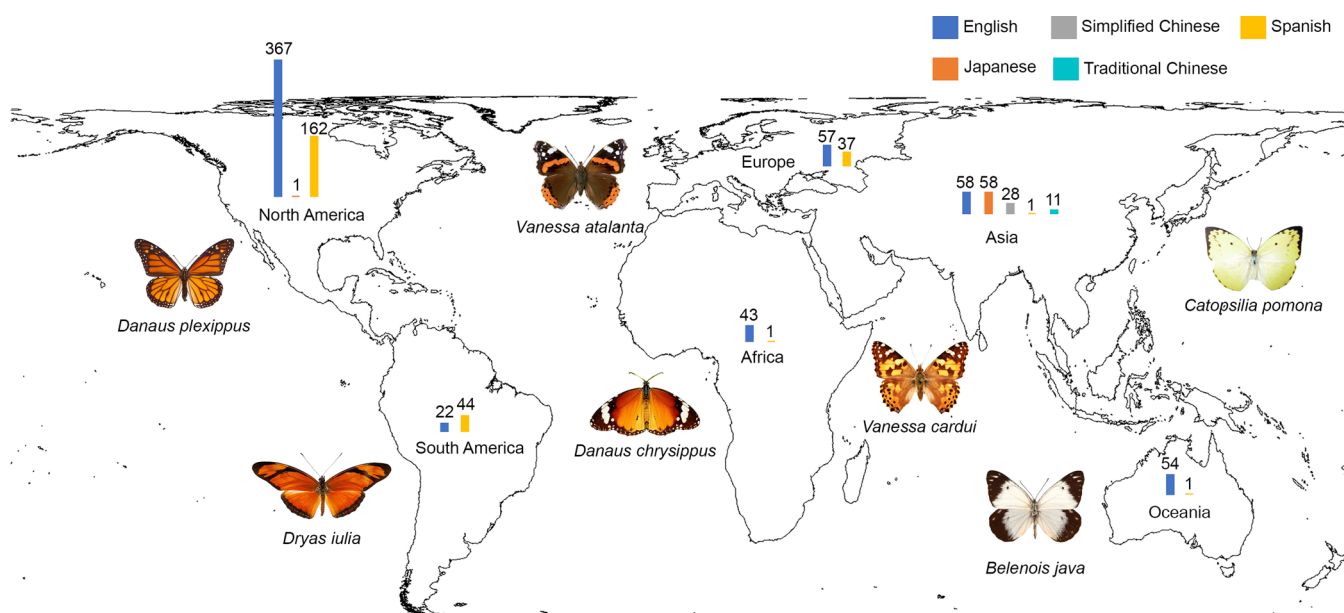 English
Simplified Chinese
Spanish
Japanese
Traditional Chinese
367
1
162
North America
Danaus plexippus
Vanessa atalanta
57
37
Europe
58
58
28
1
11
Asia
Catopsilia pomona
43
1
Africa
22
44
South America
Danaus chrysippus
Vanessa cardui
Dryas iulia
54
1
Oceania
Belenois java